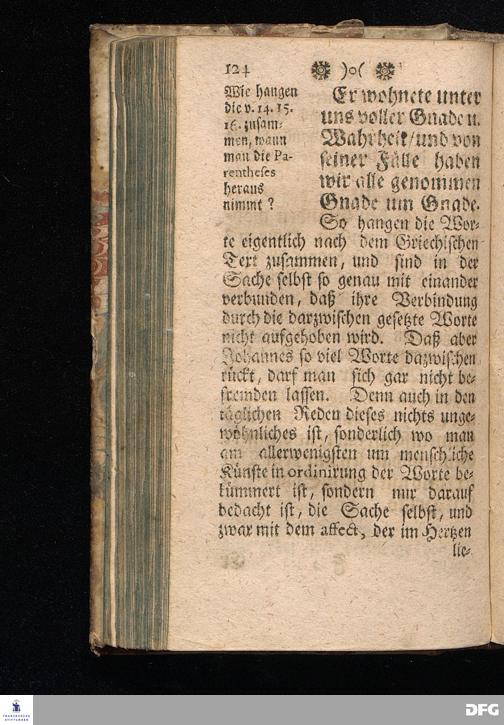 124 )o(
Wie hangen
die v. 14. 15.
16. zusam-
men, wann
man die Pa-
rentheses
heraus
nimmt ?
Er wohnete unter
uns voller Gnade u.
Wahrheit/und von
seiner Fülle haben
wir alle genommen
Gnade um Gnade.
So hangen die Wor-
te eigentlich nach dem Griechischen
Text zusammen, und sind in der
Sache selbst so genau mit einander
verbunden, daß ihre Verbindung
durch die darzwischen gesetzte Worte
nicht aufgehoben wird. Daß aber
Johannes so viel Worte dazwischen
rückt, darf man sich gar nicht be-
fremden lassen. Denn auch in den
täglichen Reden dieses nichts unge-
wöhnliches ist, sonderlich wo man
am allerwenigsten um menschliche
Künste in ordinirung der Worte be-
kümmert ist, sondern nur darauf
bedacht ist, die Sache selbst, und
zwar mit dem affect, der im Hertzen
lie-
FRANCKESCHE
STIFTUNGEN
DFG